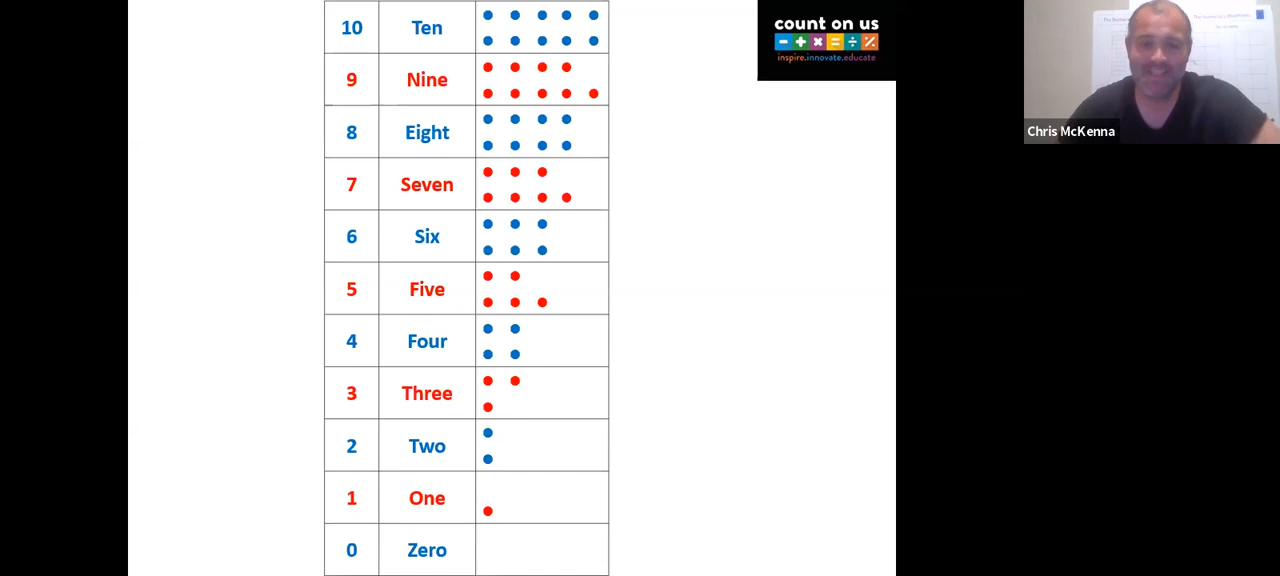 10 Ten
9 Nine
8 Eight
7 Seven
6 Six
5 Five
4 Four
3 Three
2 Two
1 One
0 Zero
count on us
− + × = ÷ %
inspire.innovate.educate
Chris McKenna